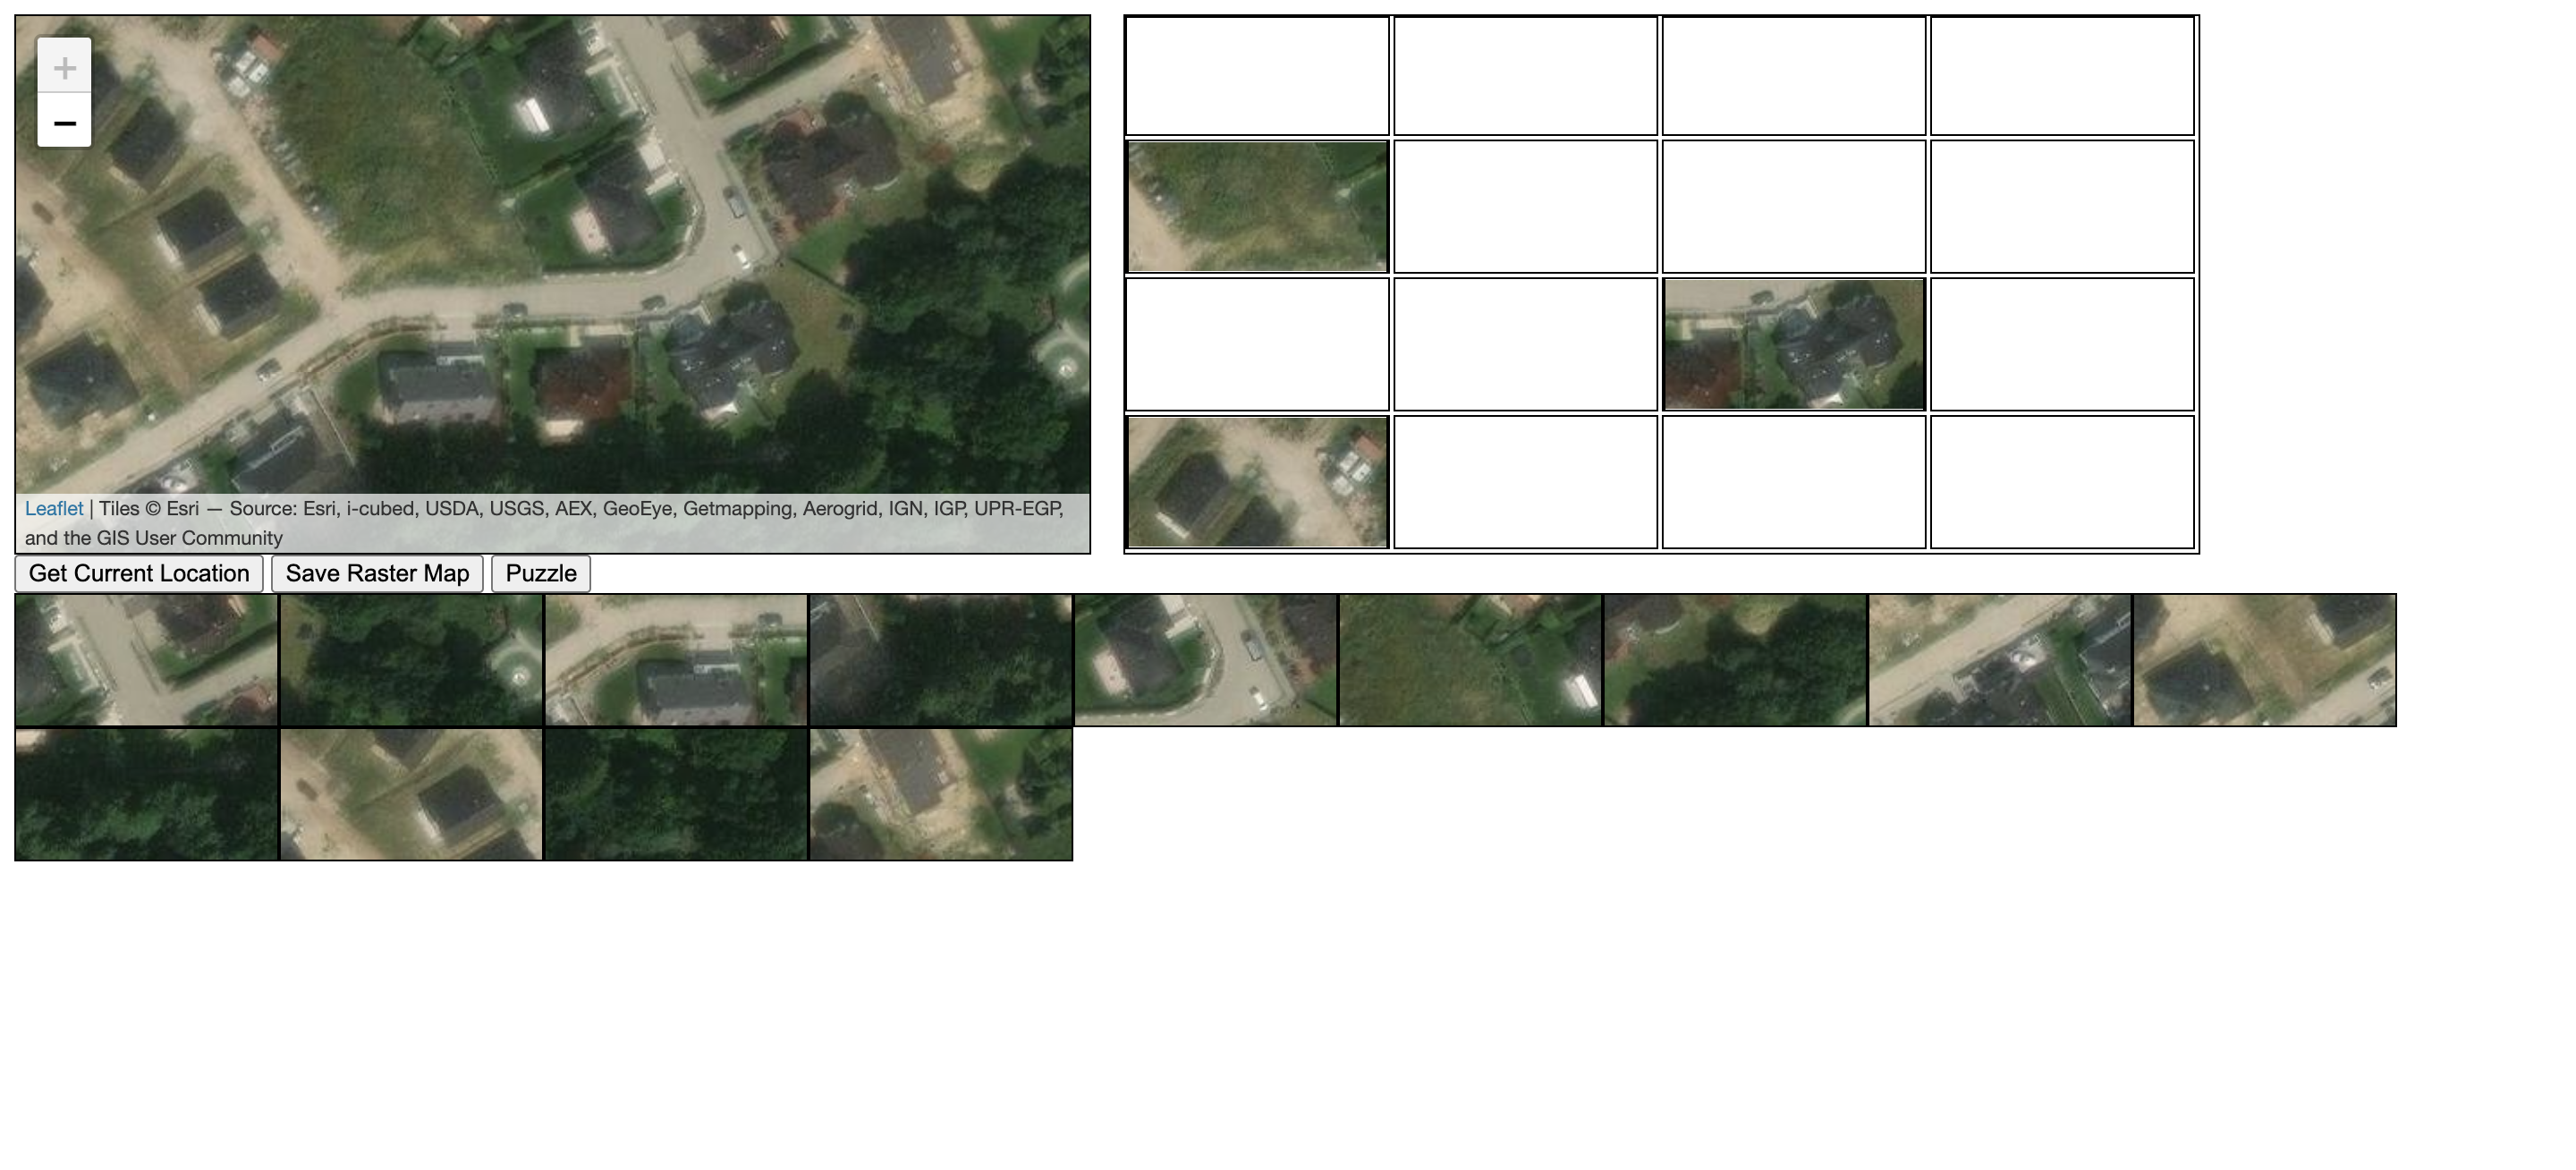 +
−
Leaflet | Tiles © Esri — Source: Esri, i-cubed, USDA, USGS, AEX, GeoEye, Getmapping, Aerogrid, IGN, IGP, UPR-EGP,
and the GIS User Community
Get Current Location Save Raster Map Puzzle